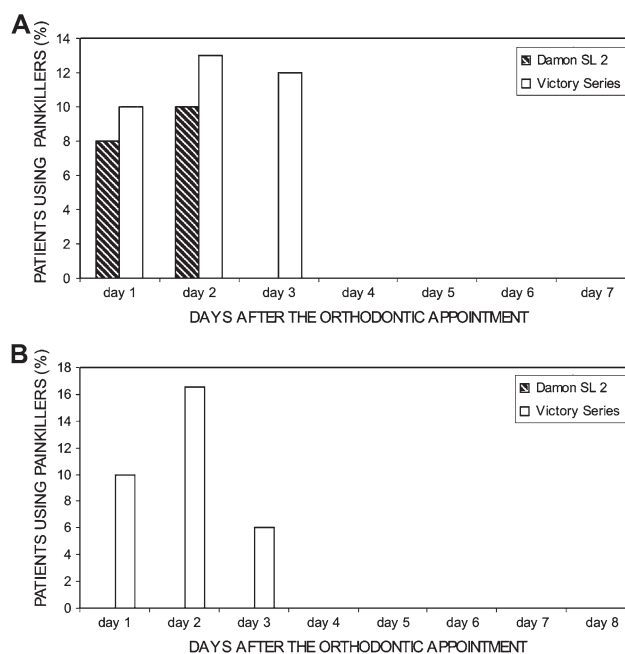 A
PATIENTS USING PAINKILLERS (%)
14
12
10
8
6
4
2
0
Damon SL 2
Victory Series
day 1 day 2 day 3 day 4 day 5 day 6 day 7
DAYS AFTER THE ORTHODONTIC APPOINTMENT
B
PATIENTS USING PAINKILLERS (%)
18
16
14
12
10
8
6
4
2
0
Damon SL 2
Victory Series
day 1 day 2 day 3 day 4 day 5 day 6 day 7 day 8
DAYS AFTER THE ORTHODONTIC APPOINTMENT